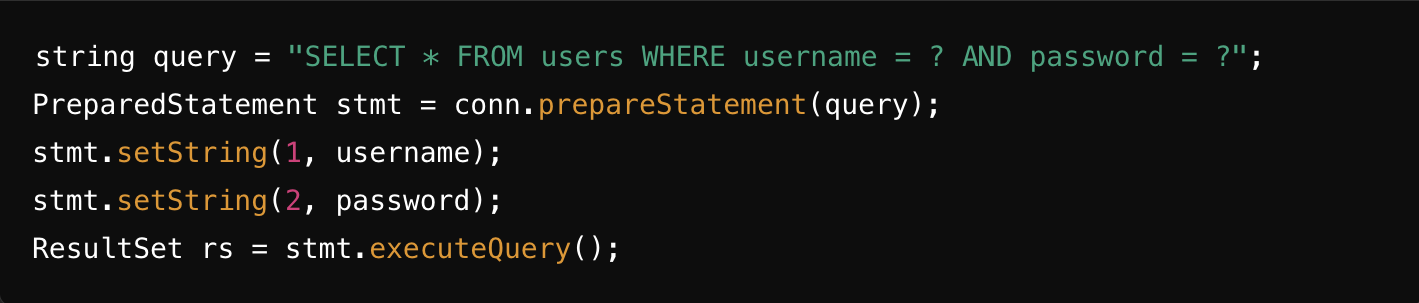 string query = "SELECT * FROM users WHERE username = ? AND password = ?";
PreparedStatement stmt = conn.prepareStatement(query);
stmt.setString(1, username);
stmt.setString(2, password);
ResultSet rs = stmt.executeQuery();